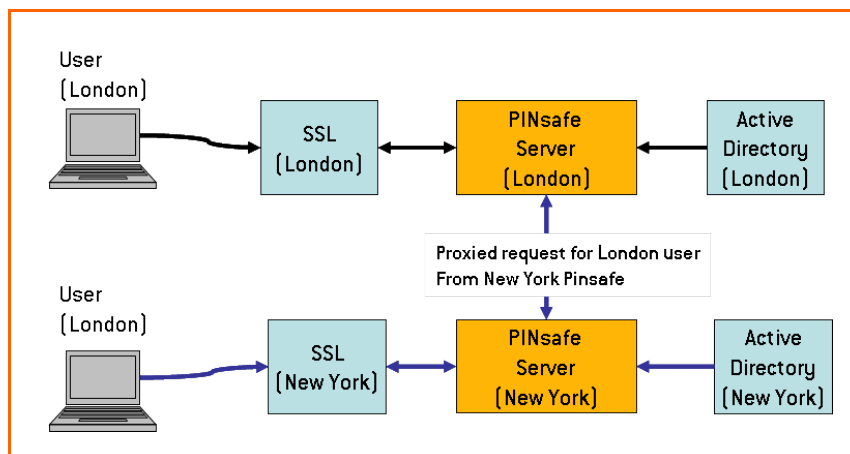 User
(London)
SSL
(London)
PINsafe
Server
(London)
Active
Directory
(London)
Proxied request for London user
From New York Pinsafe
User
(London)
SSL
(New York)
PINsafe
Server
(New York)
Active
Directory
(New York)